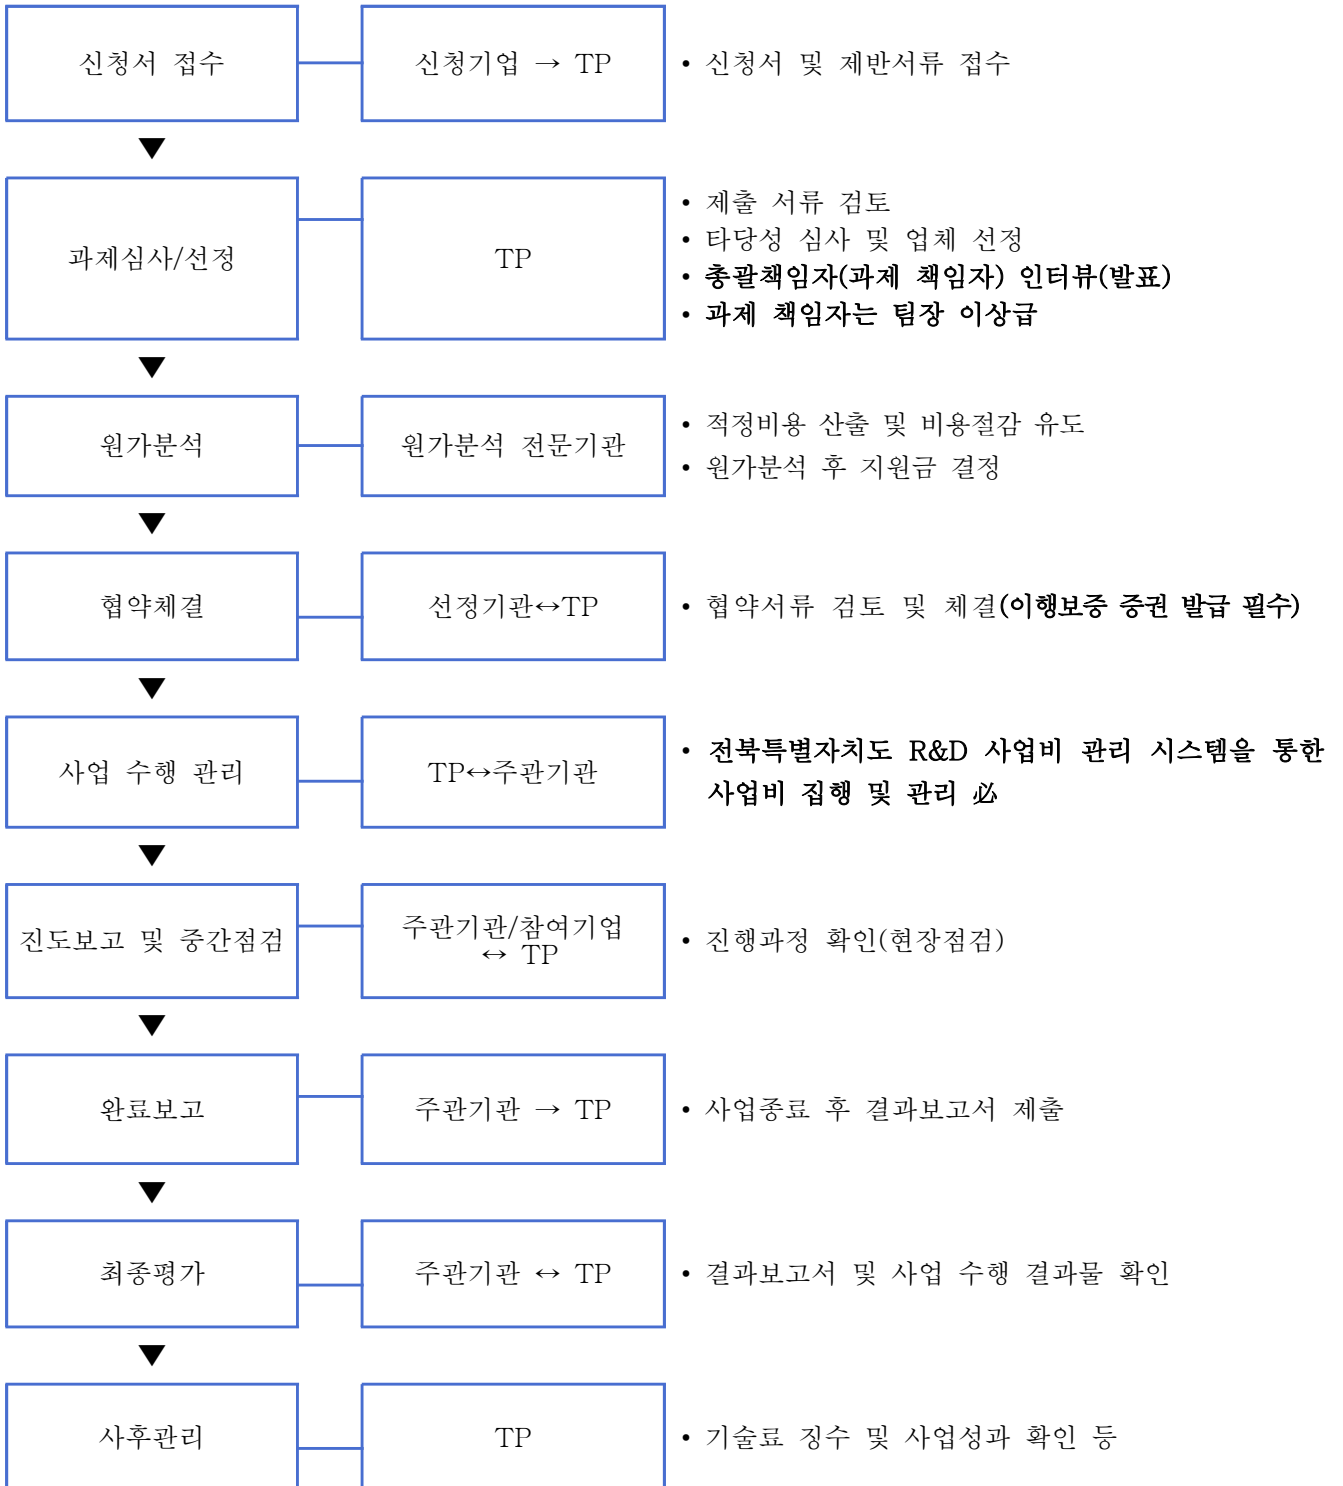 신청서 접수
신청기업 → TP
• 신청서 및 제반서류 접수
▼
과제심사/선정
TP
• 제출 서류 검토
• 타당성 심사 및 업체 선정
• 총괄책임자(과제 책임자) 인터뷰(발표)
• 과제 책임자는 팀장 이상급
▼
원가분석
원가분석 전문기관
• 적정비용 산출 및 비용절감 유도
• 원가분석 후 지원금 결정
▼
협약체결
선정기관↔TP
• 협약서류 검토 및 체결(이행보증 증권 발급 필수)
▼
사업 수행 관리
TP↔주관기관
• 전북특별자치도 R&D 사업비 관리 시스템을 통한
사업비 집행 및 관리 必
▼
진도보고 및 중간점검
주관기관/참여기업
↔ TP
• 진행과정 확인(현장점검)
▼
완료보고
주관기관 → TP
• 사업종료 후 결과보고서 제출
▼
최종평가
주관기관 ↔ TP
• 결과보고서 및 사업 수행 결과물 확인
▼
사후관리
TP
• 기술료 징수 및 사업성과 확인 등